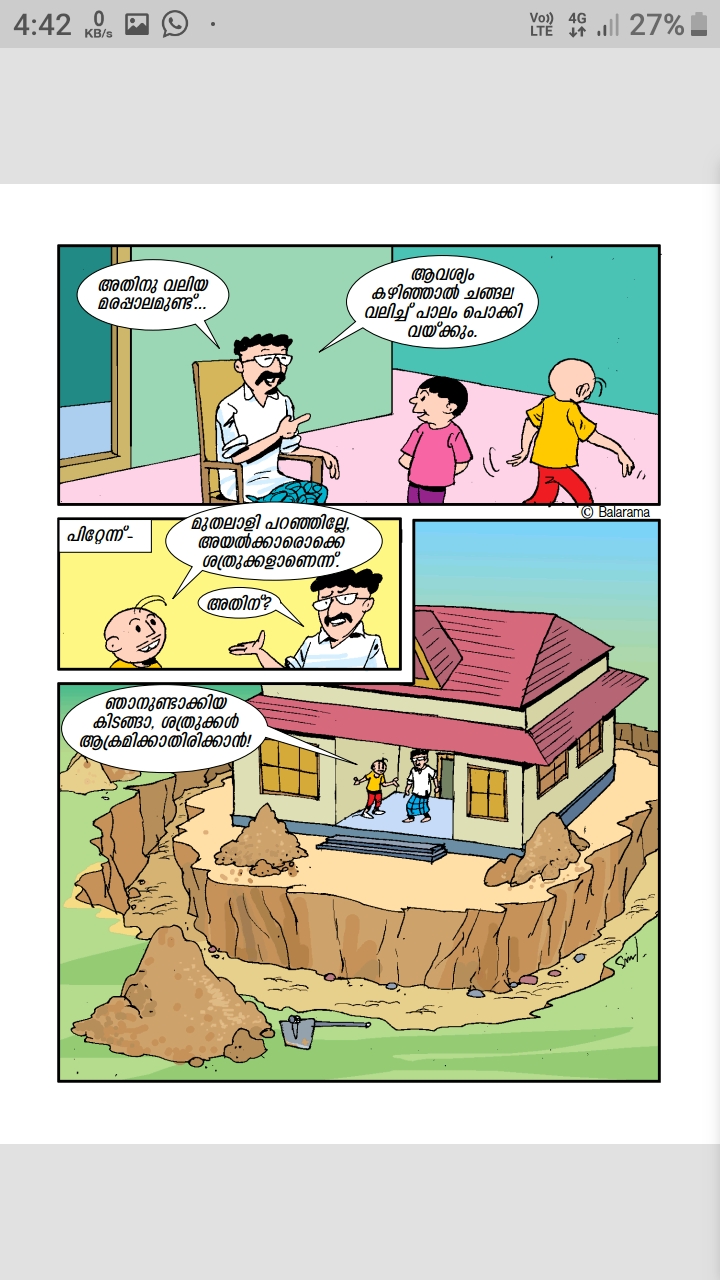 4:42
0
KB/s
Vo))
LTE
4G
27%
അതിനു വലിയ
മരപ്പാലമുണ്ട്...
ആവശ്യം
കഴിഞ്ഞാൽ ചങ്ങല
വലിച്ച് പാലം പൊക്കി
വയ്ക്കും.
© Balarama
പിറ്റേന്ന് -
മുതലാളി പറഞ്ഞില്ലേ,
അയൽക്കാരൊക്കെ
ശത്രുക്കളാണെന്ന്.
അതിന്?
ഞാനുണ്ടാക്കിയ
കിടങ്ങാ, ശത്രുക്കൾ
ആക്രമിക്കാതിരിക്കാൻ!